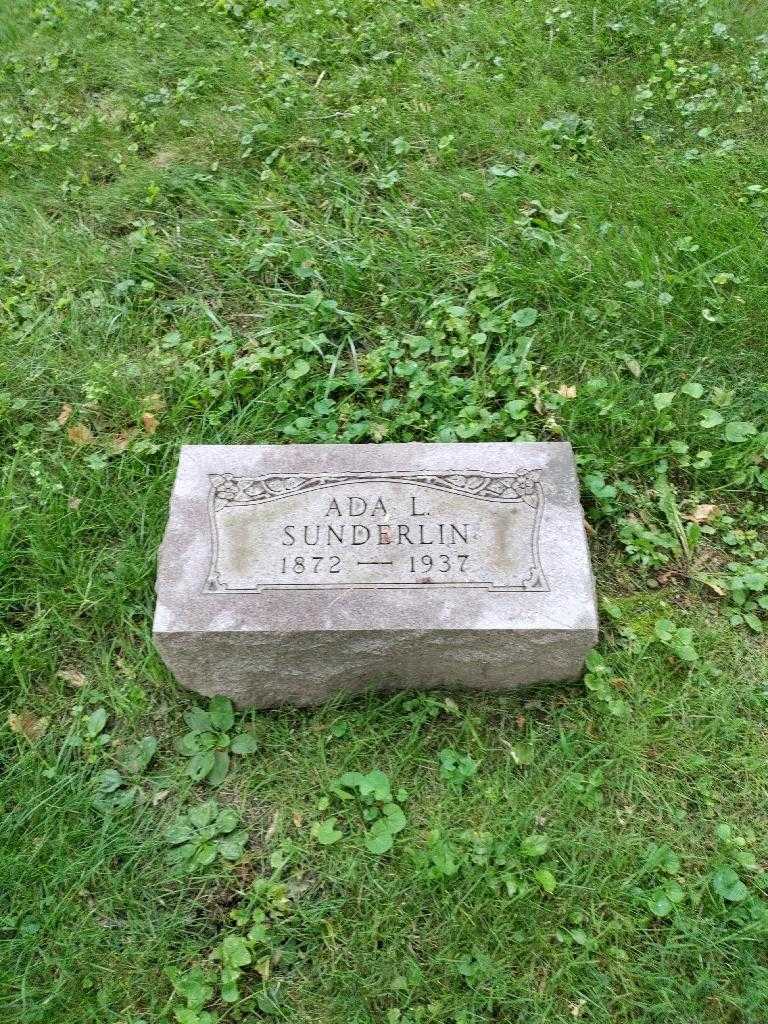 ADA L.
SUNDERLIN
1872 — 1937